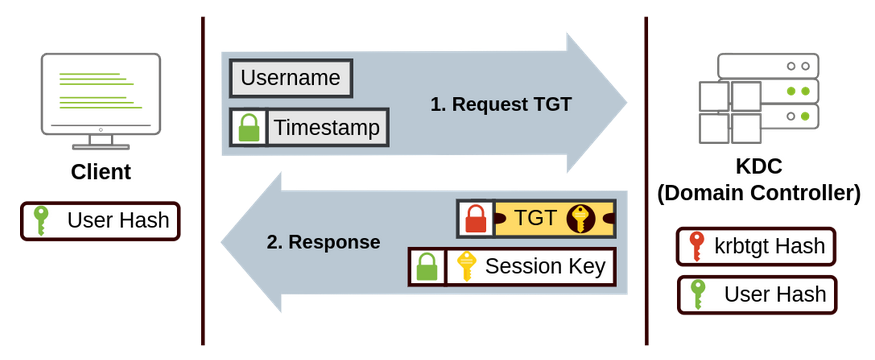 Username
Timestamp
1. Request TGT
Client
User Hash
KDC
(Domain Controller)
TGT
2. Response
Session Key
krbtgt Hash
User Hash